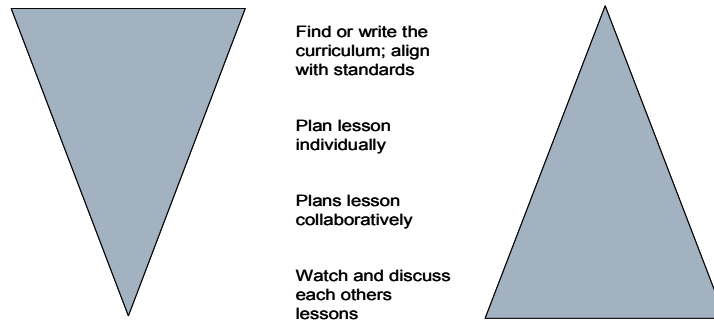 Find or write the
curriculum; align
with standards
Plan lesson
individually
Plans lesson
collaboratively
Watch and discuss
each others
lessons